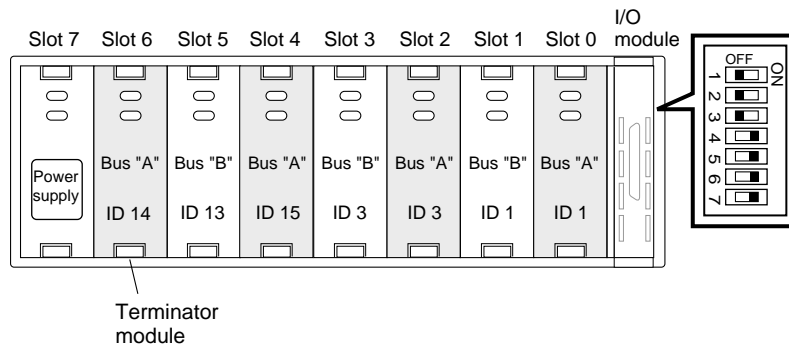 Slot 7 Slot 6 Slot 5 Slot 4 Slot 3 Slot 2 Slot 1 Slot 0 I/O module
OFF
ON
1
2
3
4
5
6
7
Power supply
Bus "A" Bus "B" Bus "A" Bus "B" Bus "A" Bus "B" Bus "A"
ID 14 ID 13 ID 15 ID 3 ID 3 ID 1 ID 1
Terminator
module